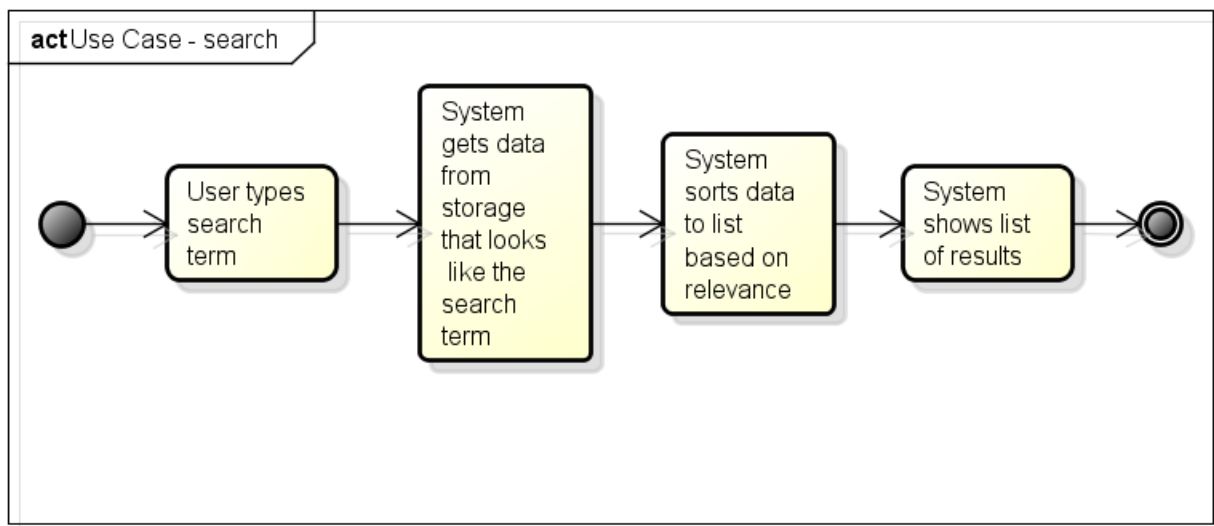 act Use Case - search
User types
search
term
System
gets data
from
storage
that looks
like the
search
term
System
sorts data
to list
based on
relevance
System
shows list
of results